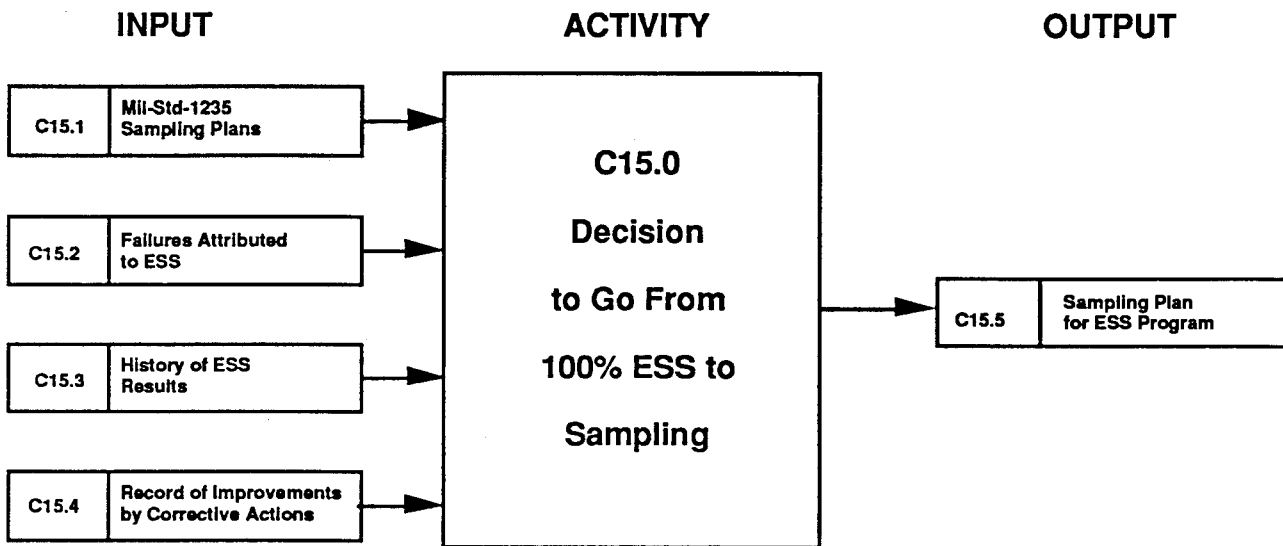 INPUT
ACTIVITY
OUTPUT
C15.1
Mil-Std-1235
Sampling Plans
C15.2
Failures Attributed
to ESS
C15.3
History of ESS
Results
C15.4
Record of Improvements
by Corrective Actions
C15.0
Decision
to Go From
100% ESS to
Sampling
C15.5
Sampling Plan
for ESS Program